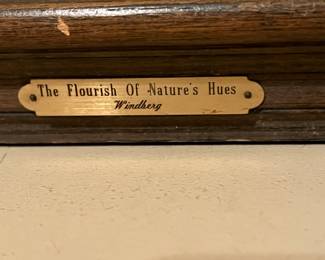 The Flourish Of Nature's Hues
Windberg